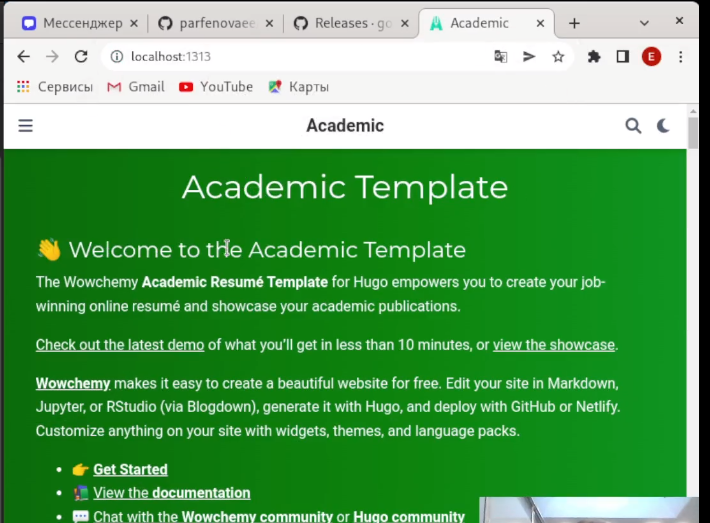 Мессенджер
parfenovaee
Releases · go
Academic
localhost:1313
E
Сервисы Gmail YouTube Карты
Academic
Academic Template
👋 Welcome to the Academic Template
The Wowchemy Academic Resumé Template for Hugo empowers you to create your job-
winning online resumé and showcase your academic publications.
Check out the latest demo of what you’ll get in less than 10 minutes, or view the showcase.
Wowchemy makes it easy to create a beautiful website for free. Edit your site in Markdown,
Jupyter, or RStudio (via Blogdown), generate it with Hugo, and deploy with GitHub or Netlify.
Customize anything on your site with widgets, themes, and language packs.
• 👉 Get Started
• 📚 View the documentation
• 💬 Chat with the Wowchemy community or Hugo community